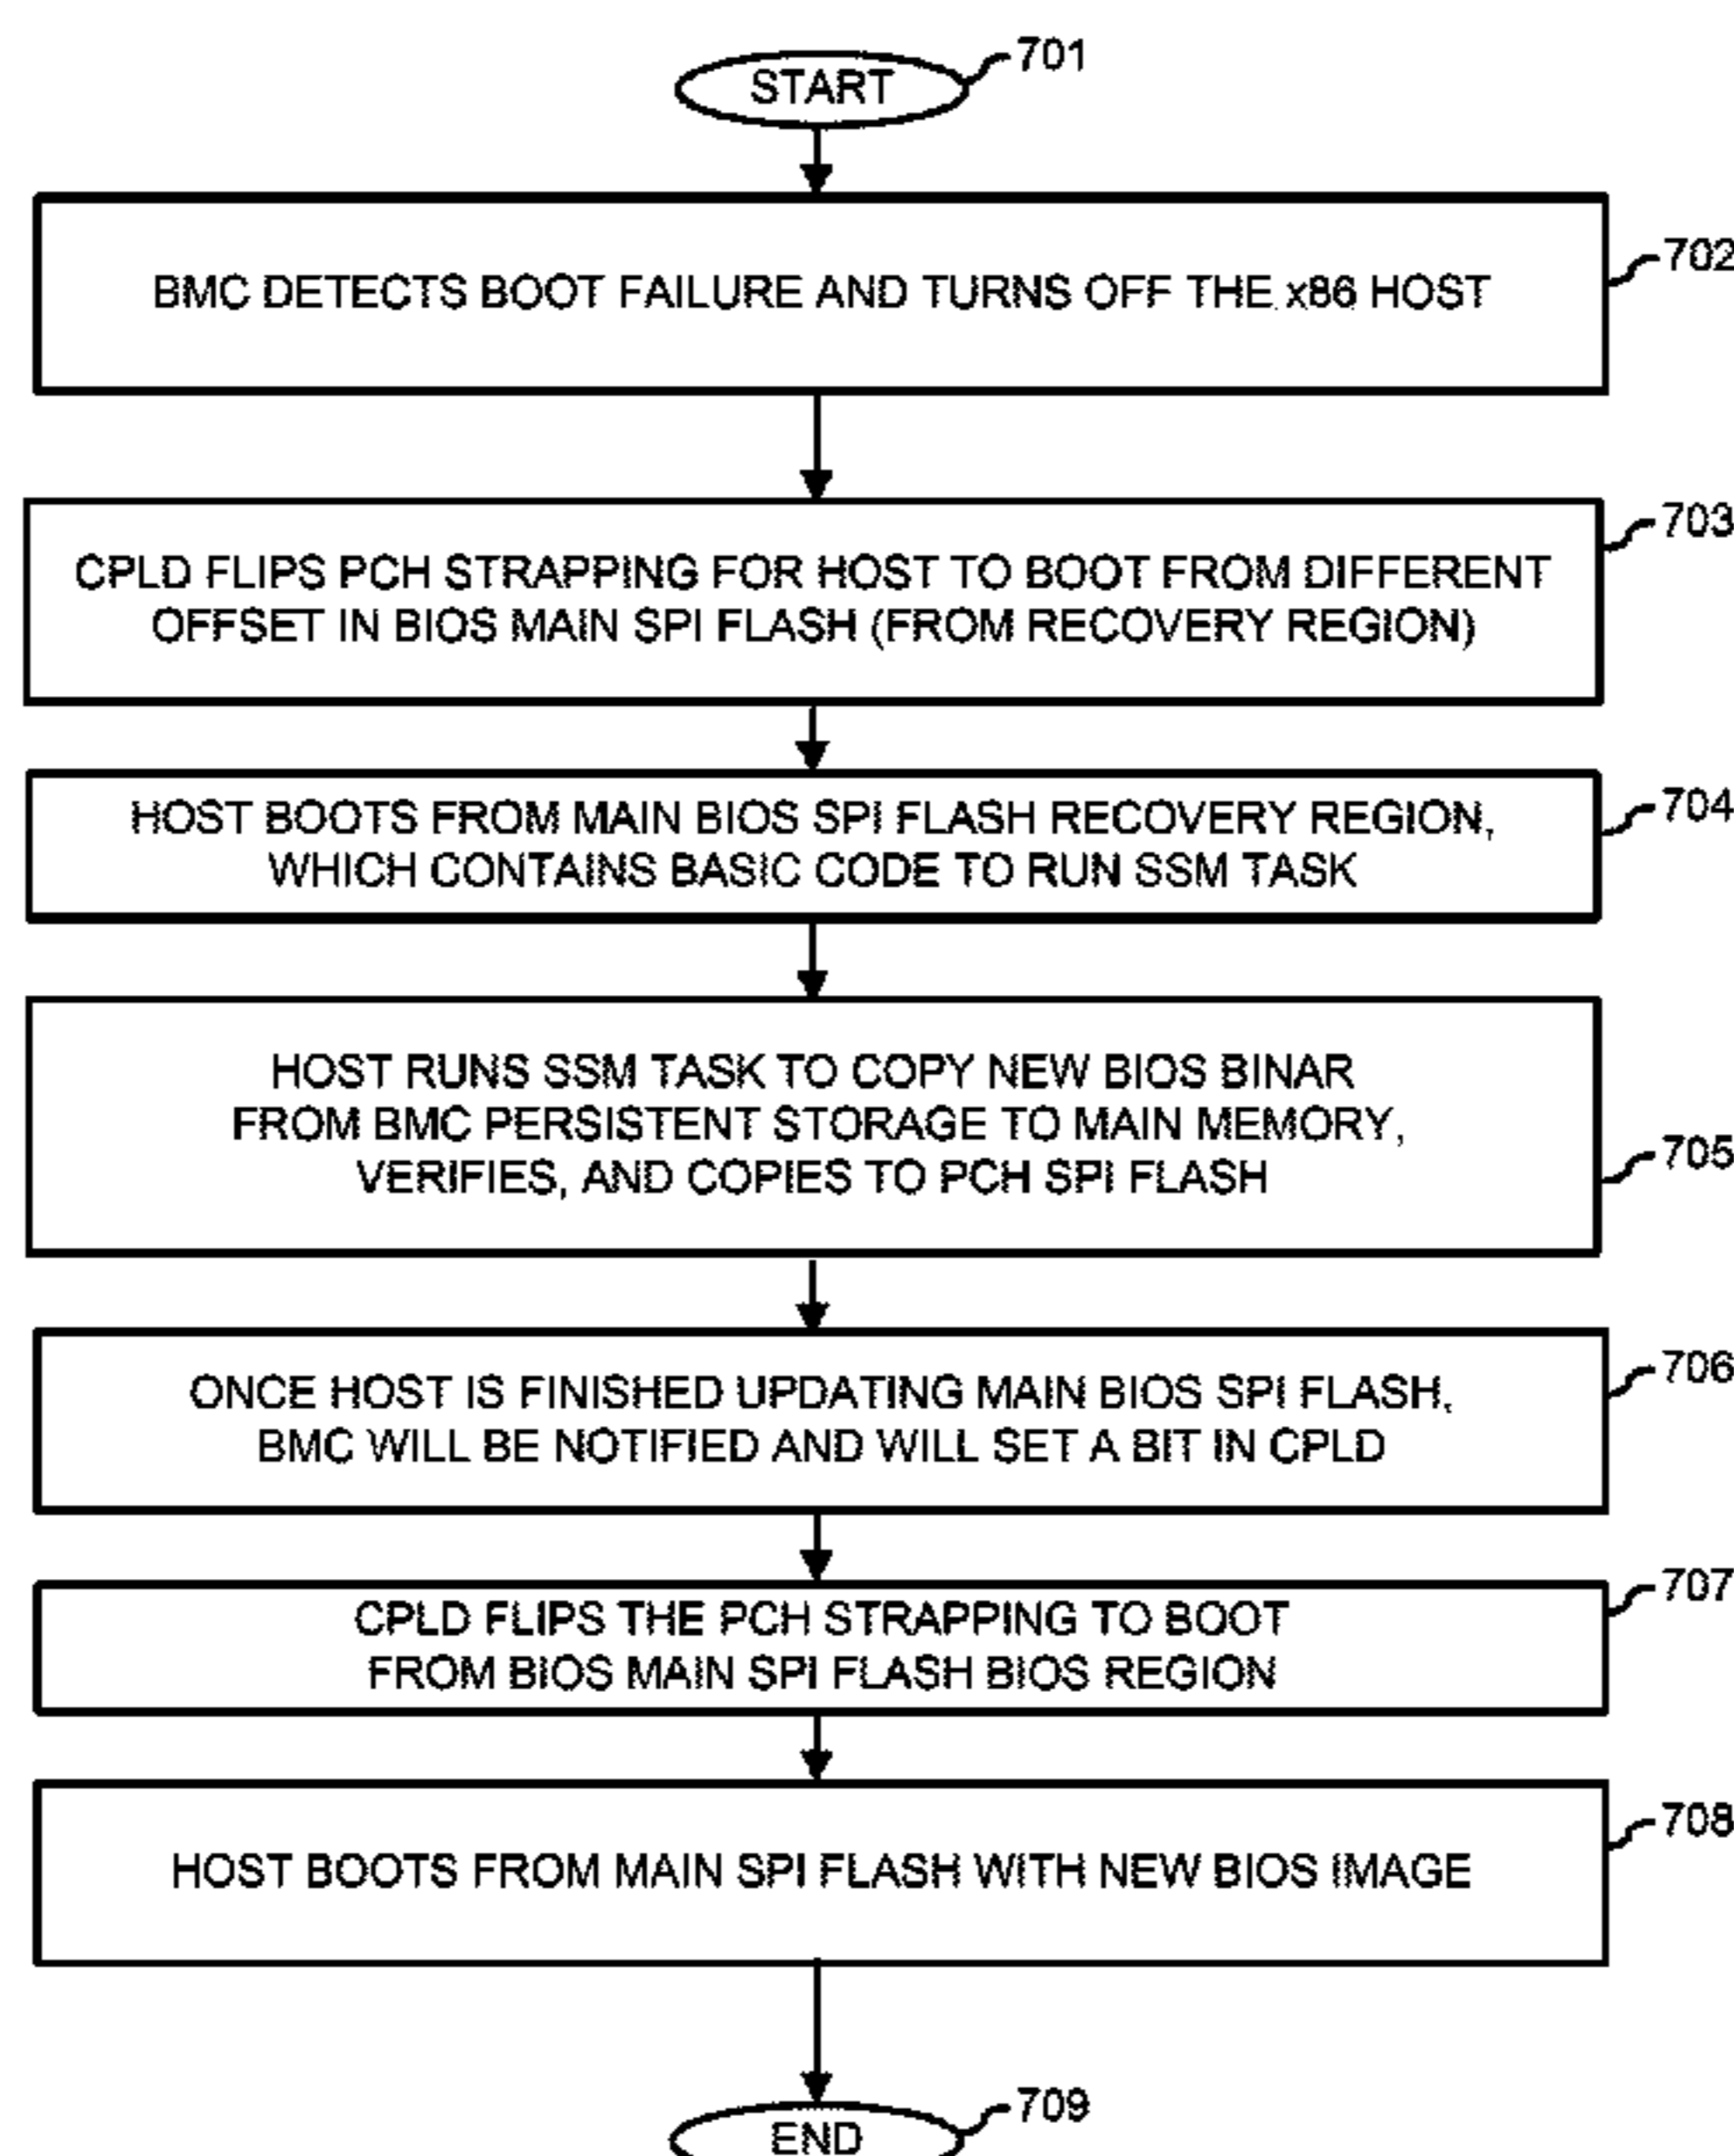 START
701
BMC DETECTS BOOT FAILURE AND TURNS OFF THE x86 HOST
702
CPLD FLIPS PCH STRAPPING FOR HOST TO BOOT FROM DIFFERENT
OFFSET IN BIOS MAIN SPI FLASH (FROM RECOVERY REGION)
703
HOST BOOTS FROM MAIN BIOS SPI FLASH RECOVERY REGION,
WHICH CONTAINS BASIC CODE TO RUN SSM TASK
704
HOST RUNS SSM TASK TO COPY NEW BIOS BINAR
FROM BMC PERSISTENT STORAGE TO MAIN MEMORY,
VERIFIES, AND COPIES TO PCH SPI FLASH
705
ONCE HOST IS FINISHED UPDATING MAIN BIOS SPI FLASH,
BMC WILL BE NOTIFIED AND WILL SET A BIT IN CPLD
706
CPLD FLIPS THE PCH STRAPPING TO BOOT
FROM BIOS MAIN SPI FLASH BIOS REGION
707
HOST BOOTS FROM MAIN SPI FLASH WITH NEW BIOS IMAGE
708
END
709